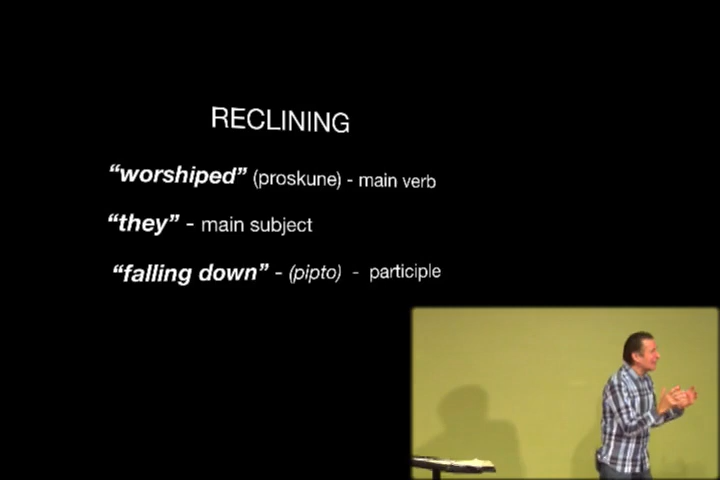 RECLINING
“worshiped” (proskune) - main verb
“they” - main subject
“falling down” - (pipto) - participle